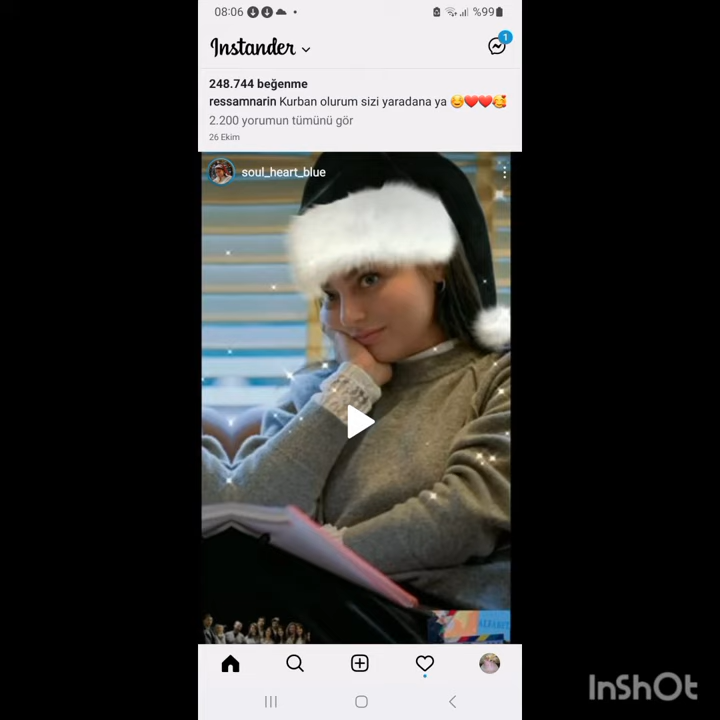 08:06
%99
Instander
1
248.744 beğenme
ressamnarin Kurban olurum sizi yaradana ya 😂❤️❤️🥰
2.200 yorumun tümünü gör
26 Ekim
soul_heart_blue
InShOt